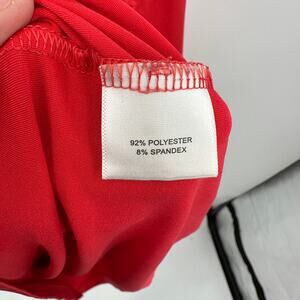 92% POLYESTER
8% SPANDEX